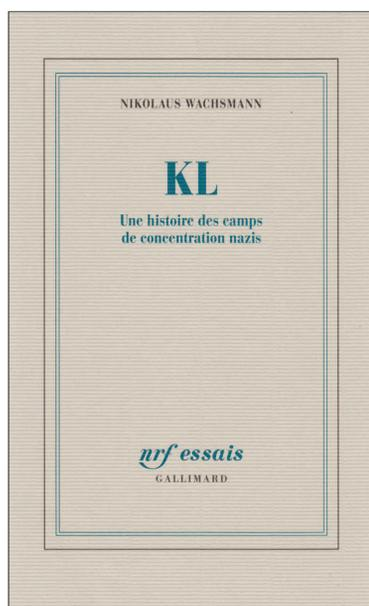 NIKOLAUS WACHSMANN
KL
Une histoire des camps
de concentration nazis
nrf essais
GALLIMARD